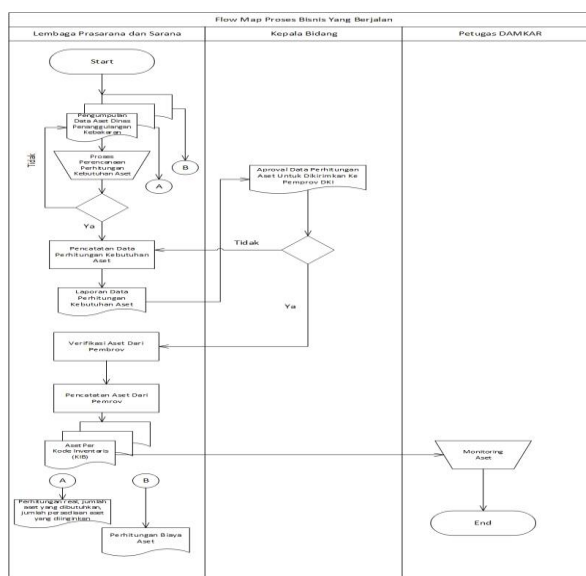 Flow Map Proses Bisnis Yang Berjalan
Lembaga Prasarana dan Sarana
Kepala Bidang
Petugas DAMKAR
Start
Pengumpulan
Data Aset Dinas
Penanggulangan
Kebakaran
B
A
Tidak
Proses
Perencanaan
Perhitungan
Kebutuhan Aset
Ya
Aproval Data Perhitungan
Aset Untuk Dikirimkan Ke
Pemprov DKI
Tidak
Ya
Pencatatan Data
Perhitungan Kebutuhan
Aset
Laporan Data
Perhitungan
Kebutuhan Aset
Verifikasi Aset Dari
Pembrov
Pencatatan Aset Dari
Pemrov
Aset Per
Kode Inventaris
(KIB)
Monitoring
Aset
End
A
B
Perhitungan real, jumlah
aset yang dibutuhkan,
jumlah persediaan aset
yang diinginkan
Perhitungan Biaya
Aset